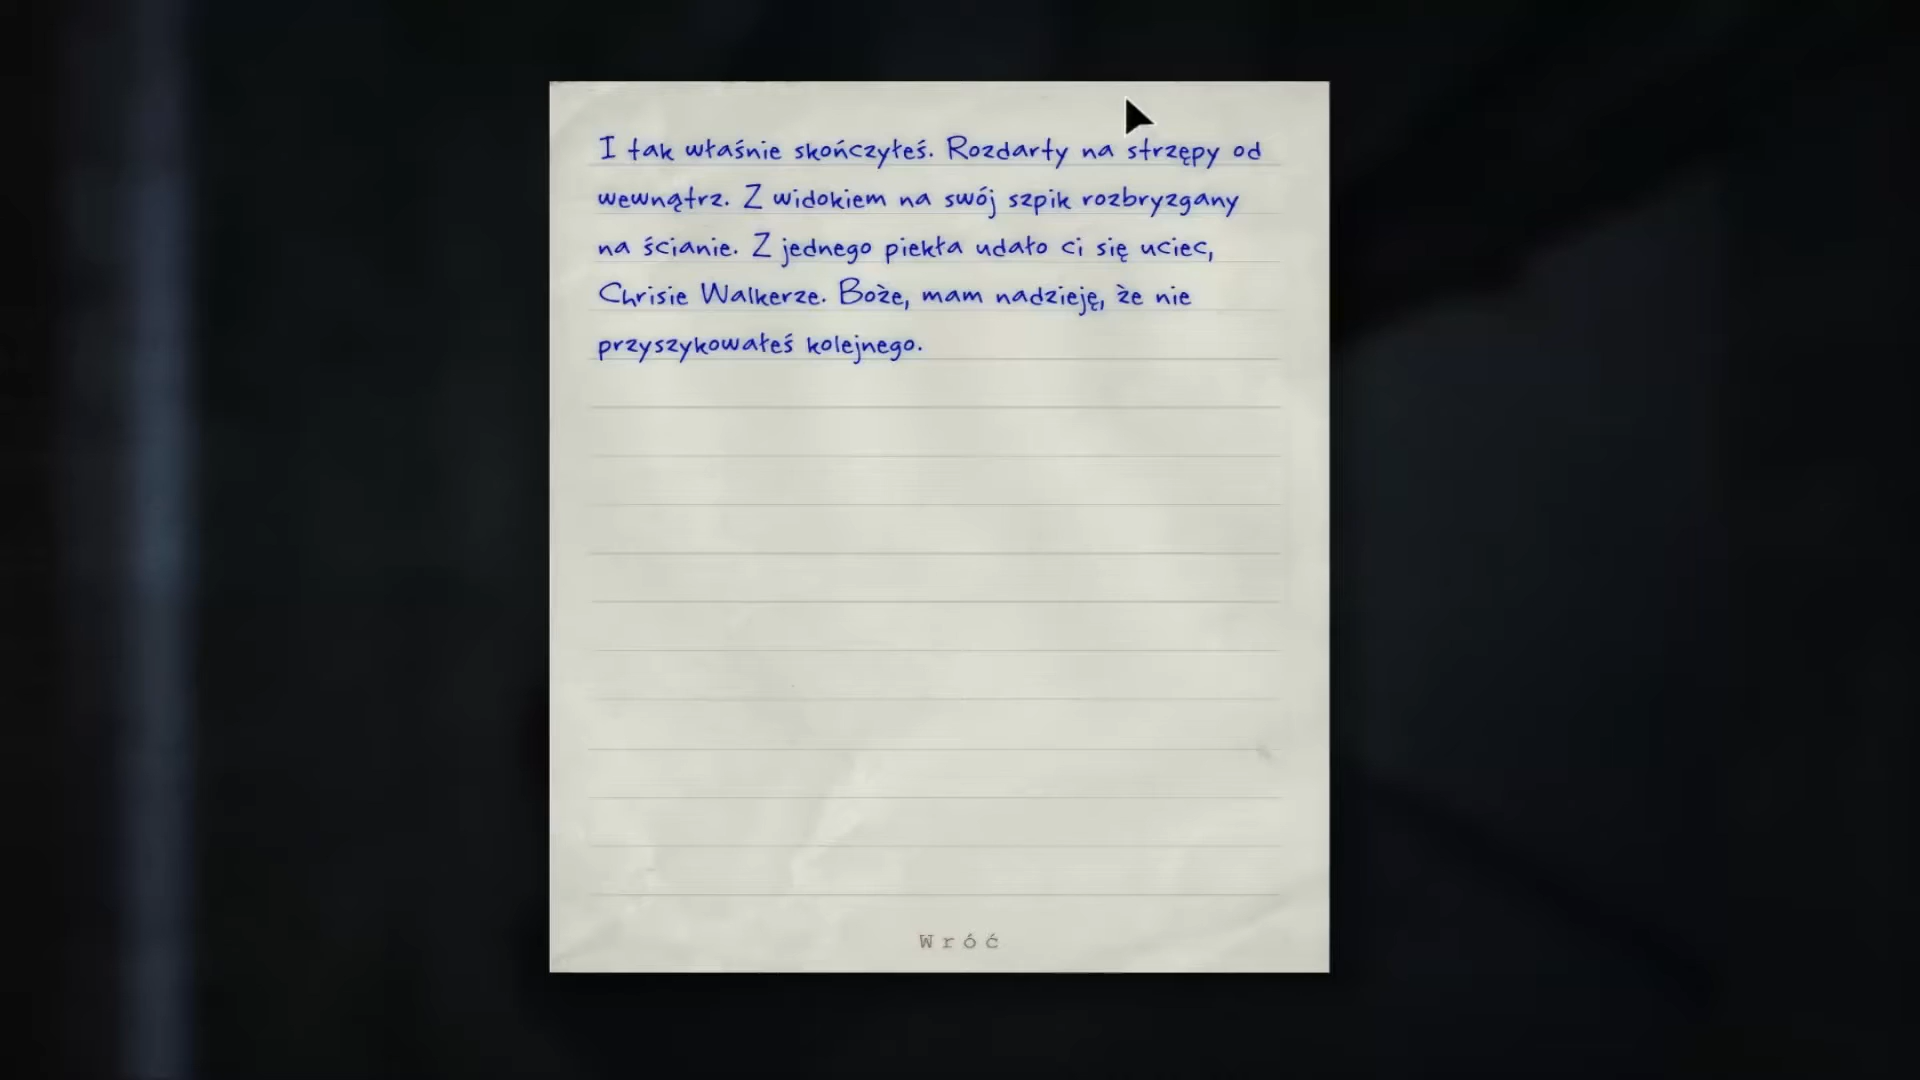 I tak właśnie skończyłeś. Rozdarty na strzępy od
wewnątrz. Z widokiem na swój szpik rozbryzgany
na ścianie. Z jednego piekła udało ci się uciec,
Chrisie Walkerze. Boże, mam nadzieję, że nie
przyszykowałeś kolejnego.
Wróć